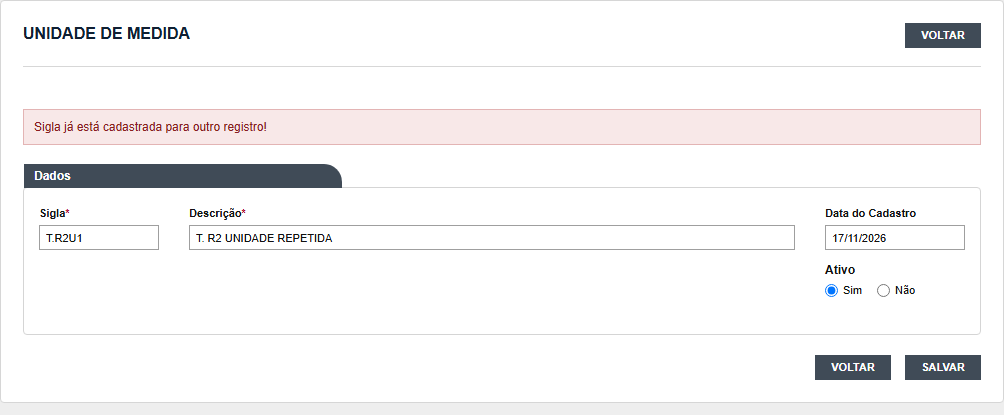 UNIDADE DE MEDIDA
VOLTAR
Sigla já está cadastrada para outro registro!
Dados
Sigla* Descrição* Data do Cadastro
T.R2U1 T. R2 UNIDADE REPETIDA 17/11/2026
Ativo
Sim Não
VOLTAR SALVAR